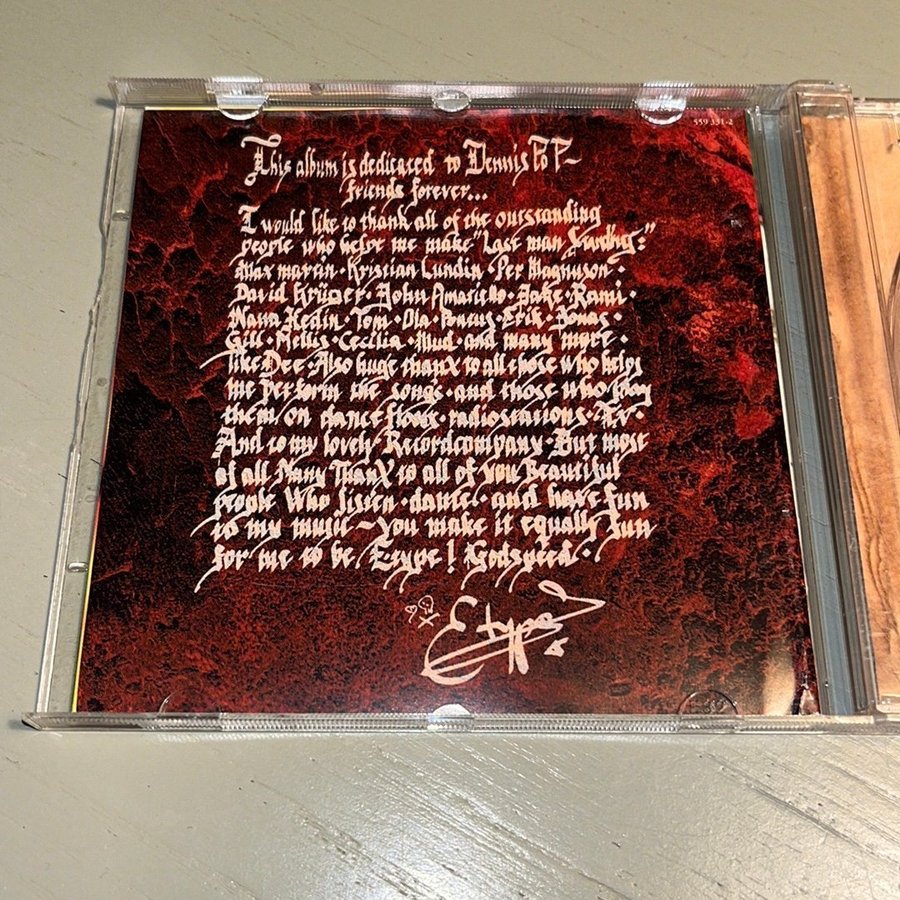 559 331-2
This album is dedicated to Dennis PoP~
friends forever...
I would like to thank all of the outstanding
people who helpt me make "Last man Standing:"
Max martin · Kristian Lundin · Per Magnuson ·
David Krüger · John Amatiello · Jake · Rami ·
Nana Hedin · Tom · Ola · Pontus · Erik · Jonas ·
Gill · Mellis · Cecilia · Mud · and many more ·
like Dee · Also huge thanx to all those who helps
me perform the songs · and those who
them on dance floors · radiostations · Tv ·
And to my lovely Recordcompany · But most
of all Many ThanX to all of you Beautiful
people Who Listen · dance · and have fun
to my music ~ you make it equally fun
for me to be E-type! Godspeed ·
E-type